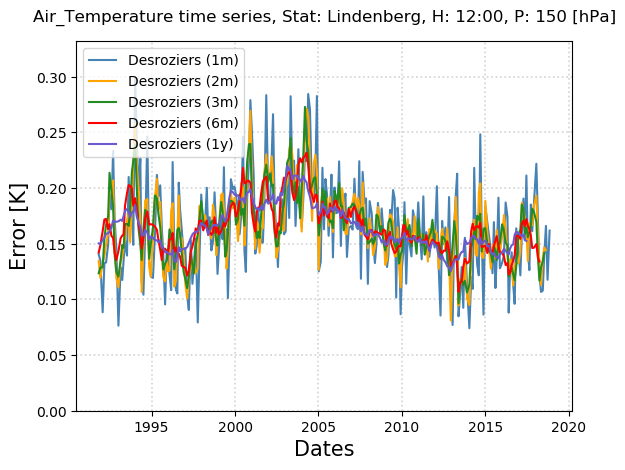 Air_Temperature time series, Stat: Lindenberg, H: 12:00, P: 150 [hPa]
Desroziers (1m)
Desroziers (2m)
Desroziers (3m)
Desroziers (6m)
Desroziers (1y)
Error [K]
0.30
0.25
0.20
0.15
0.10
0.05
0.00
1995 2000 2005 2010 2015 2020
Dates